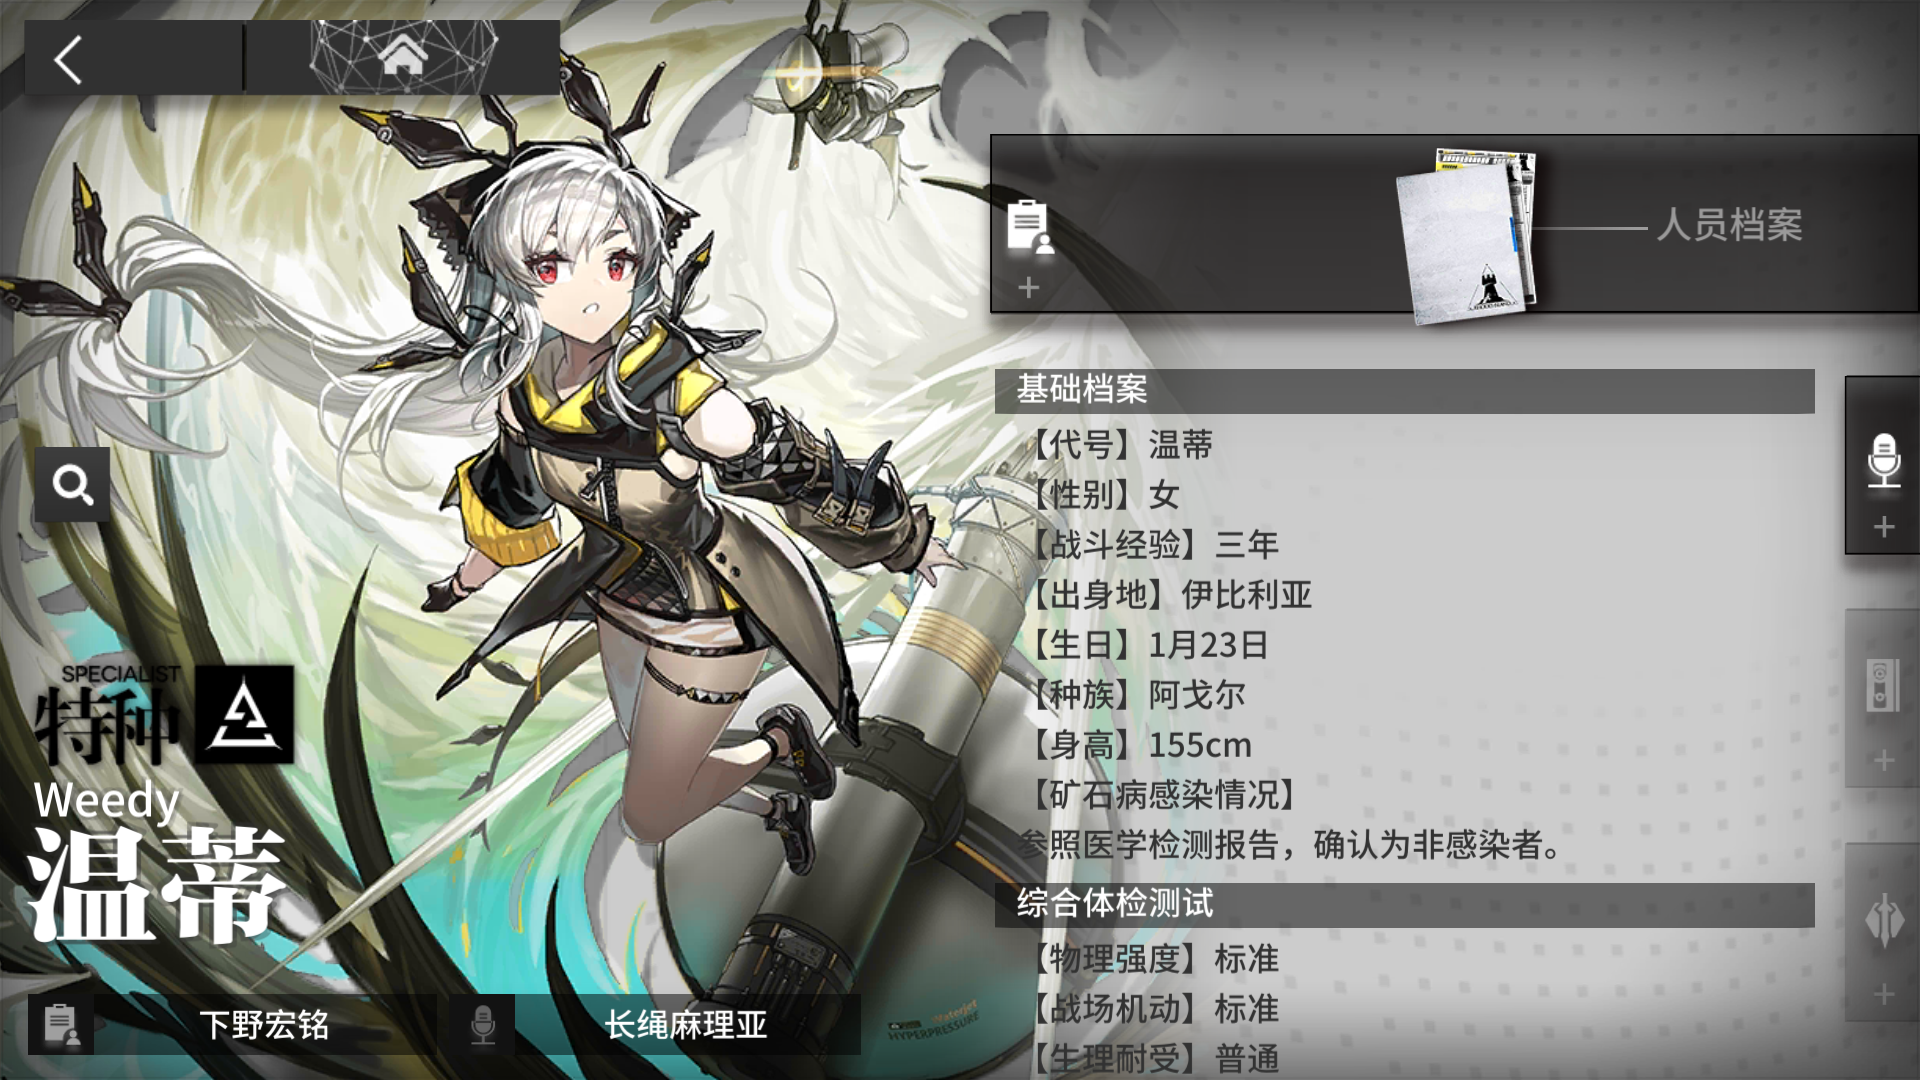 人员档案
基础档案
【代号】温蒂
【性别】女
【战斗经验】三年
【出身地】伊比利亚
【生日】1月23日
【种族】阿戈尔
【身高】155cm
【矿石病感染情况】
参照医学检测报告，确认为非感染者。
综合体检测试
【物理强度】标准
【战场机动】标准
【生理耐受】普通
SPECIALIST
特种
Weedy
温蒂
下野宏铭
长绳麻理亚
Waterjet
HYPERPRESSURE